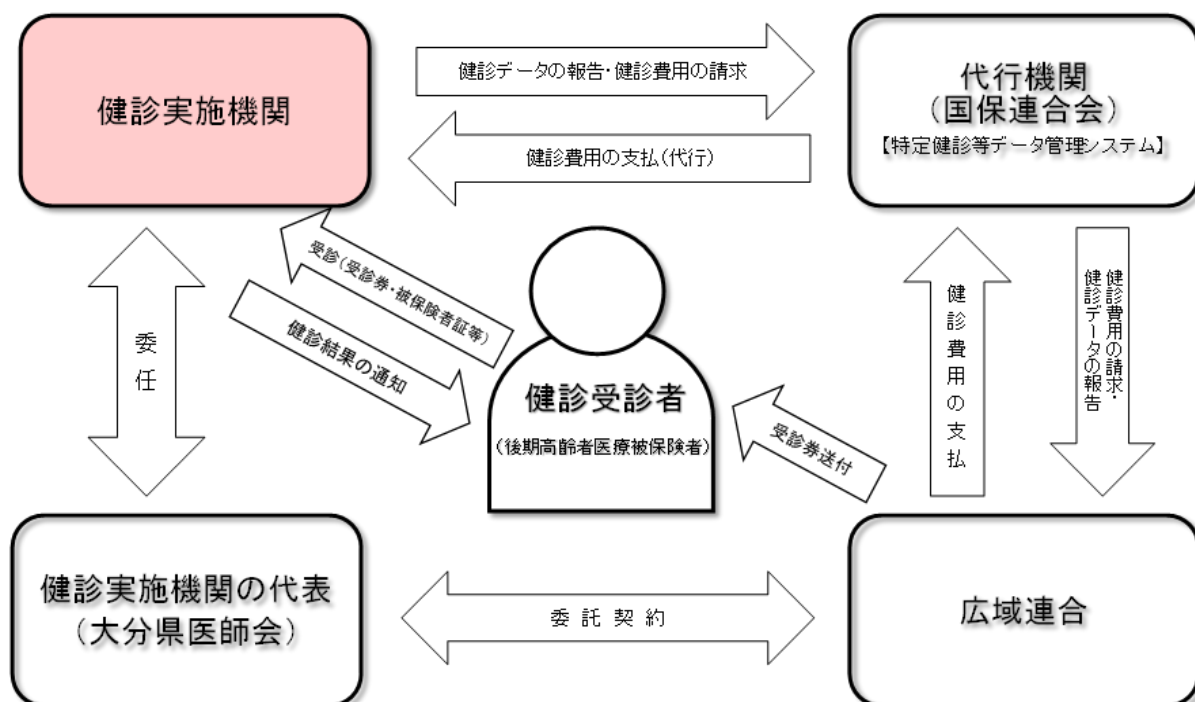 健診実施機関
健診データの報告・健診費用の請求
健診費用の支払(代行)
代行機関
(国保連合会)
【特定健診等データ管理システム】
受診(受診券・被保険者証等)
健診結果の通知
委任
健診受診者
(後期高齢者医療被保険者)
受診券送付
健診費用の支払
健診費用の請求・
健診データの報告
健診実施機関の代表
(大分県医師会)
委託契約
広域連合